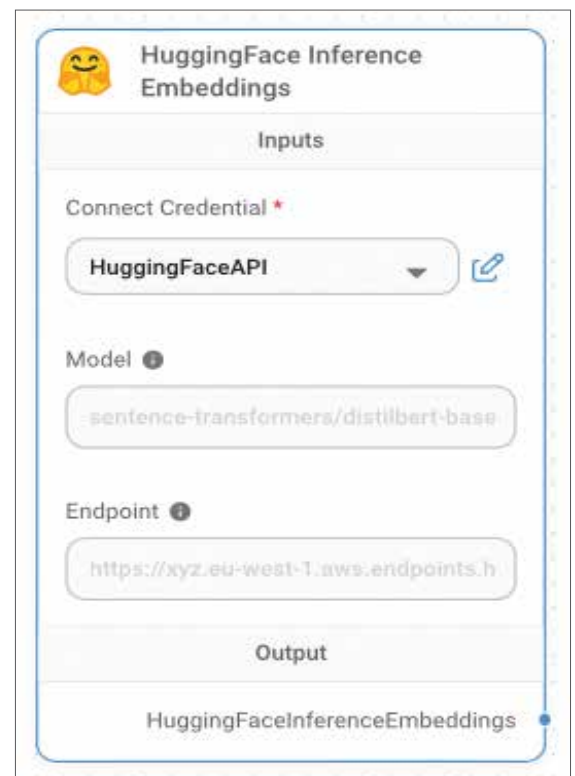 HuggingFace Inference
Embeddings
Inputs
Connect Credential *
HuggingFaceAPI
Model
sentence-transformers/distilbert-base
Endpoint
https://xyz.eu-west-1.aws.endpoints.h
Output
HuggingFaceInferenceEmbeddings